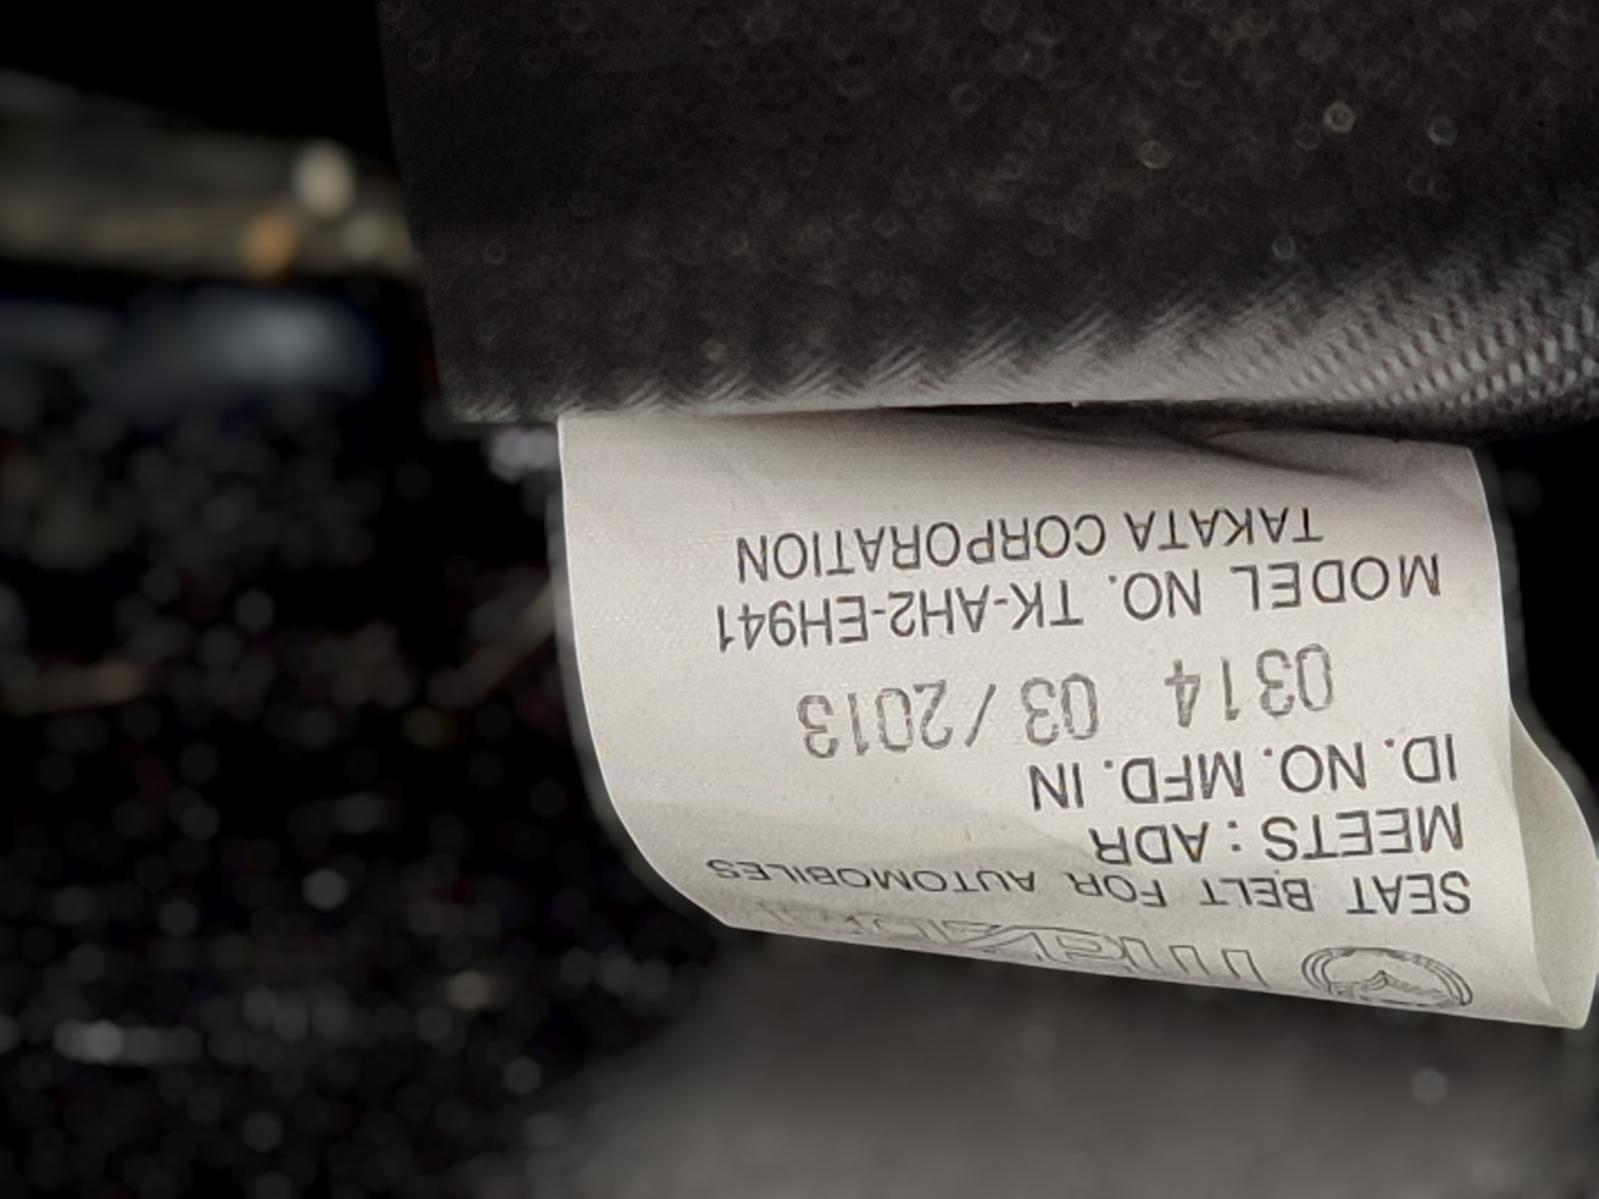 mazda
SEAT BELT FOR AUTOMOBILES
MEETS : ADR
ID. NO. MFD. IN
0314 03 / 2013
MODEL NO. TK-AH2-EH941
TAKATA CORPORATION